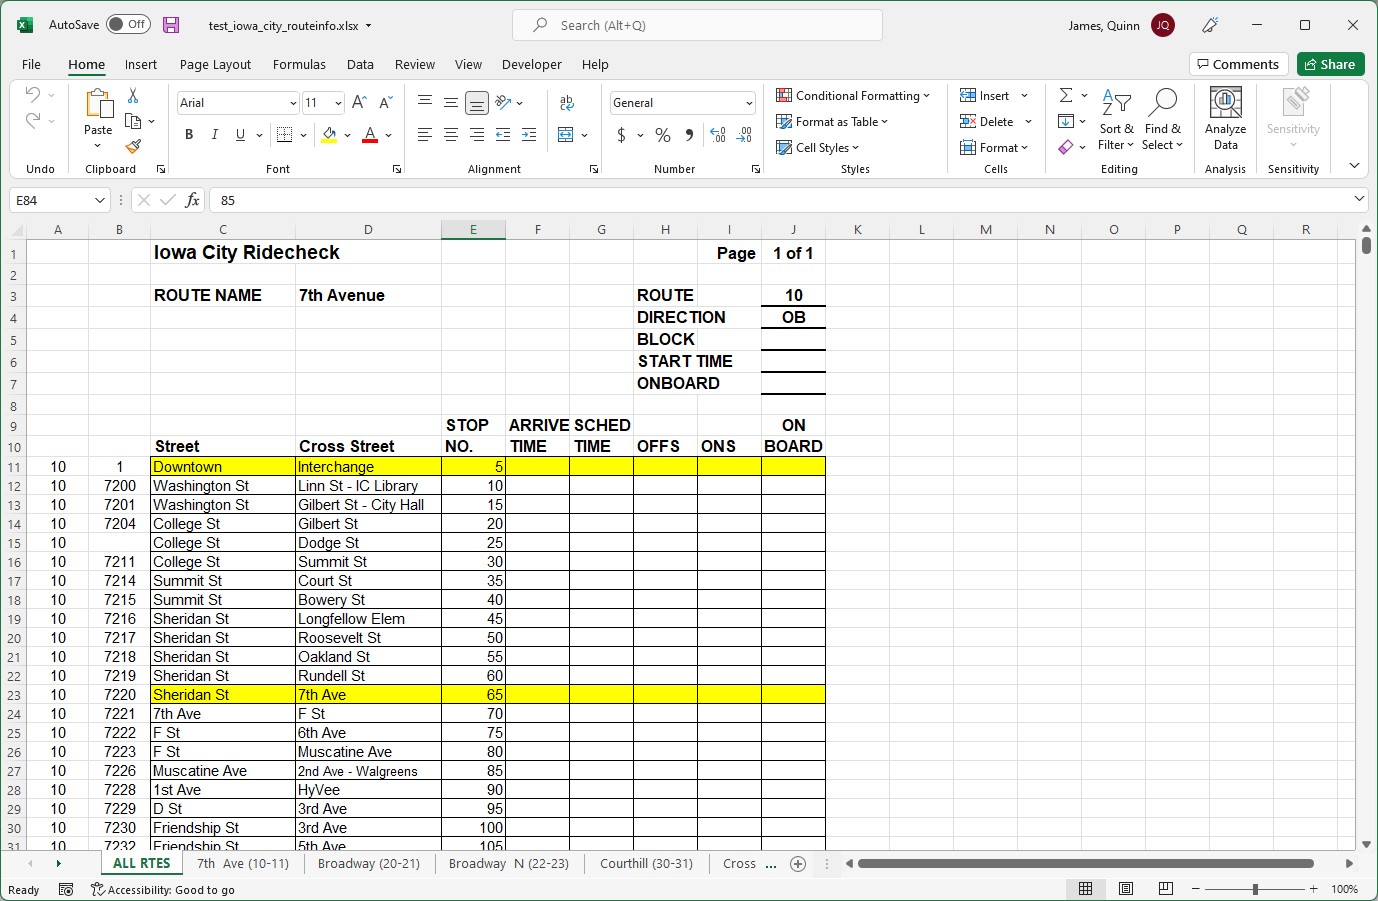 AutoSave Off test_iowa_city_routeinfo.xlsx Search (Alt+Q) James, Quinn JQ
File Home Insert Page Layout Formulas Data Review View Developer Help Comments Share
Arial 11 General Conditional Formatting Insert
Paste Format as Table Delete Sort & Filter Find & Select Analyze Data Sensitivity
B I U A $ % 9 Cell Styles Format
Undo Clipboard Font Alignment Number Styles Cells Editing Analysis Sensitivity
E84 fx 85
A B C D E F G H I J K L M N O P Q R
1 Iowa City Ridecheck Page 1 of 1
2
3 ROUTE NAME 7th Avenue ROUTE 10
4 DIRECTION OB
5 BLOCK
6 START TIME
7 ONBOARD
8
9 STOP ARRIVE SCHED ON
10 Street Cross Street NO. TIME TIME OFFS ONS BOARD
11 10 1 Downtown Interchange 5
12 10 7200 Washington St Linn St - IC Library 10
13 10 7201 Washington St Gilbert St - City Hall 15
14 10 7204 College St Gilbert St 20
15 10 College St Dodge St 25
16 10 7211 College St Summit St 30
17 10 7214 Summit St Court St 35
18 10 7215 Summit St Bowery St 40
19 10 7216 Sheridan St Longfellow Elem 45
20 10 7217 Sheridan St Roosevelt St 50
21 10 7218 Sheridan St Oakland St 55
22 10 7219 Sheridan St Rundell St 60
23 10 7220 Sheridan St 7th Ave 65
24 10 7221 7th Ave F St 70
25 10 7222 F St 6th Ave 75
26 10 7223 F St Muscatine Ave 80
27 10 7226 Muscatine Ave 2nd Ave - Walgreens 85
28 10 7228 1st Ave HyVee 90
29 10 7229 D St 3rd Ave 95
30 10 7230 Friendship St 3rd Ave 100
31 10 7232 Friendship St 5th Ave 105
ALL RTES 7th Ave (10-11) Broadway (20-21) Broadway N (22-23) Courthill (30-31) Cross ...
Ready Accessibility: Good to go 100%